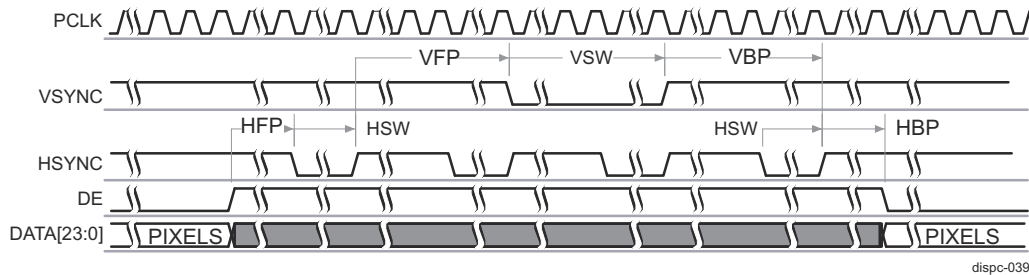 PCLK
VFP VSW VBP
VSYNC
HFP HSW HSW HBP
HSYNC
DE
DATA[23:0] PIXELS PIXELS
dispc-039